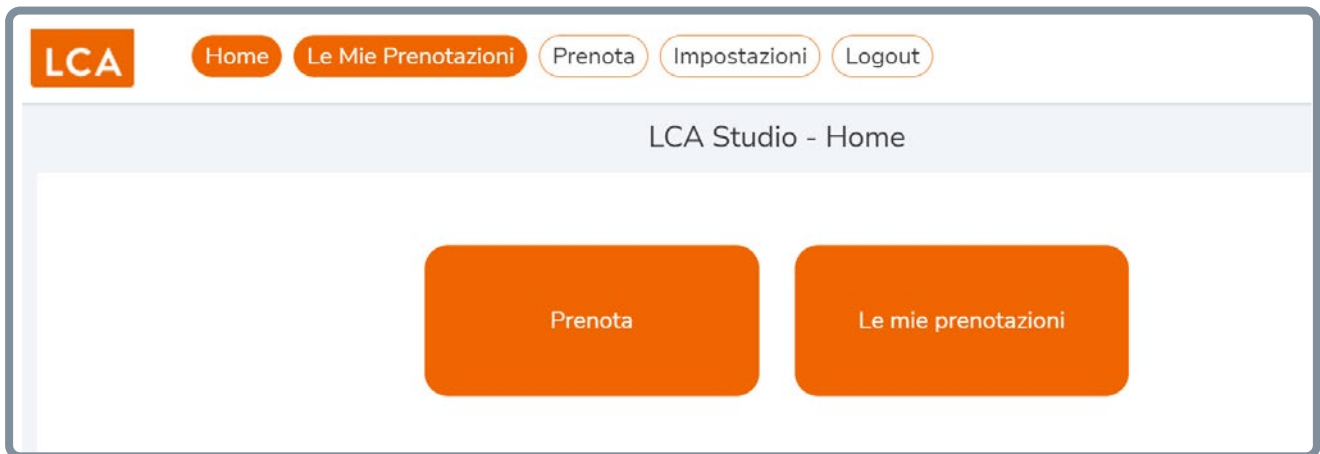 LCA Home Le Mie Prenotazioni Prenota Impostazioni Logout
LCA Studio - Home
Prenota Le mie prenotazioni